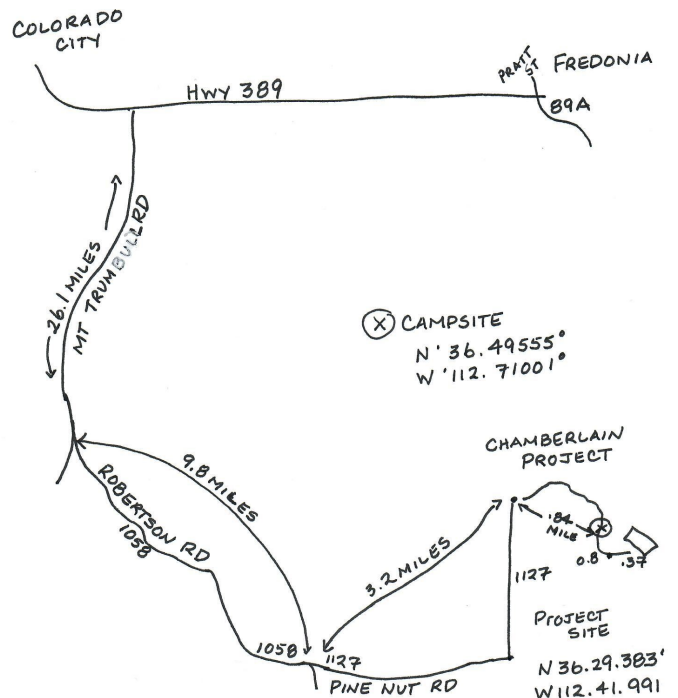 COLORADO
CITY
PRATT
ST
FREDONIA
HWY 389
89A
26.1 MILES
MT TRUMBULL RD
CAMPSITE
N' 36.49555°
W '112.71001°
CHAMBERLAIN
PROJECT
9.8 MILES
ROBERTSON RD
1058
.84
MILE
0.8
.37
3.2 MILES
1127
PROJECT
SITE
1058
1127
PINE NUT RD
N 36.29.383'
W 112.41.991